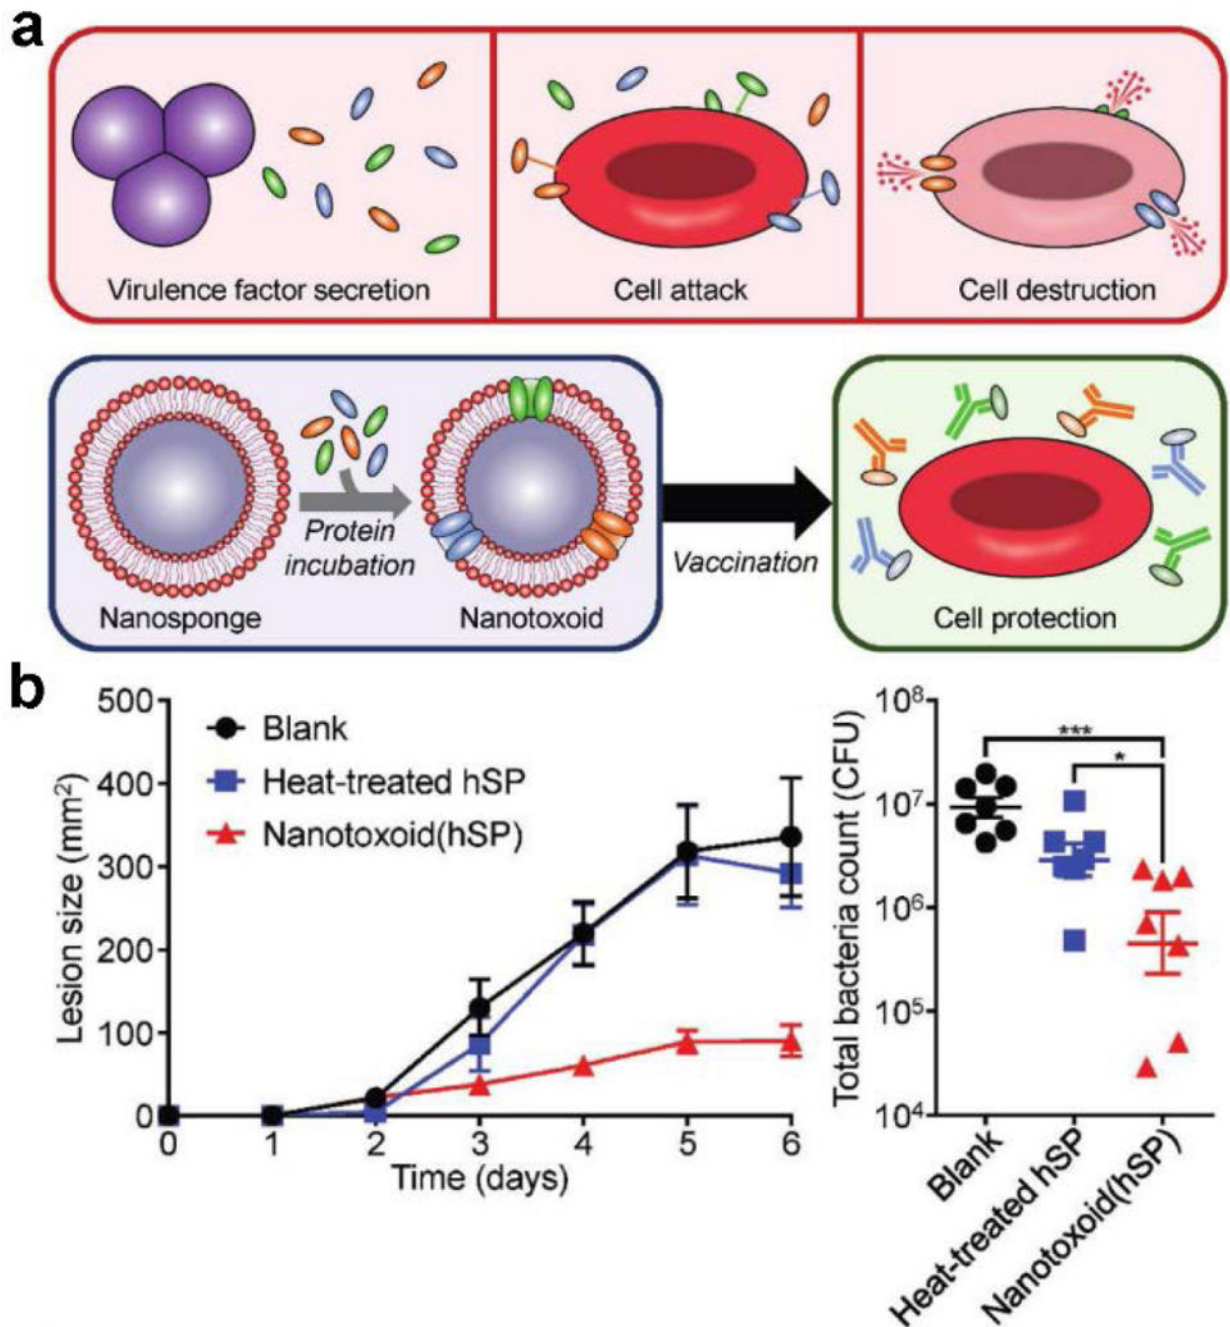 a
Virulence factor secretion
Cell attack
Cell destruction
Protein
incubation
Nanosponge
Nanotoxoid
Vaccination
Cell protection
b
Lesion size (mm²)
500
400
300
200
100
0
Blank
Heat-treated hSP
Nanotoxoid(hSP)
0 1 2 3 4 5 6
Time (days)
Total bacteria count (CFU)
10⁸
10⁷
10⁶
10⁵
10⁴
***
*
Blank
Heat-treated hSP
Nanotoxoid(hSP)